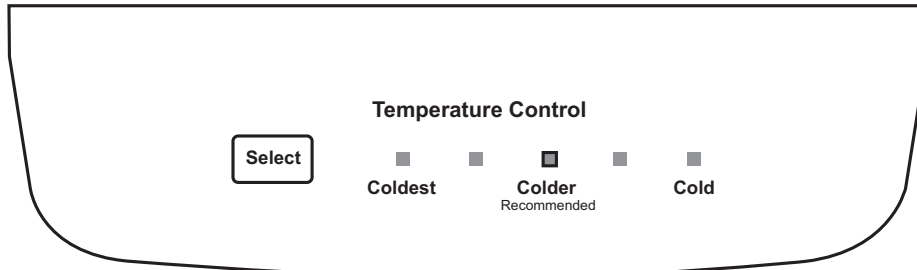 Temperature Control
Select
Coldest
Colder
Recommended
Cold